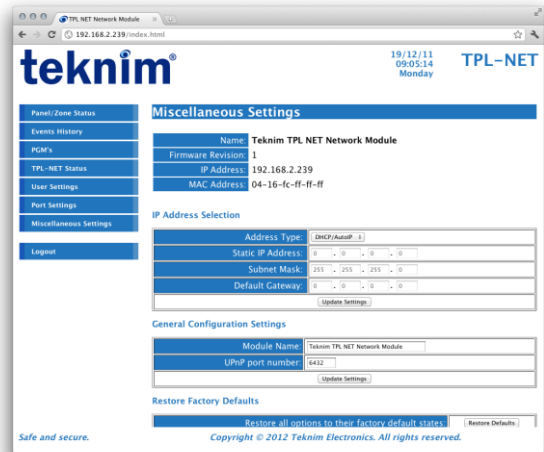 TPL NET Network Module
192.168.2.239/index.html
teknim
19/12/11
09:05:14
Monday
TPL-NET
Panel/Zone Status
Events History
PGM's
TPL-NET Status
User Settings
Port Settings
Miscellaneous Settings
Logout
Miscellaneous Settings
Name: Teknim TPL NET Network Module
Firmware Revision: 1
IP Address: 192.168.2.239
MAC Address: 04-16-fc-ff-ff-ff
IP Address Selection
Address Type: DHCP/AutoIP
Static IP Address: 0 . 0 . 0 . 0
Subnet Mask: 255 . 255 . 255 . 0
Default Gateway: 0 . 0 . 0 . 0
Update Settings
General Configuration Settings
Module Name: Teknim TPL NET Network Module
UPnP port number: 6432
Update Settings
Restore Factory Defaults
Restore all options to their factory default states: Restore Defaults
Safe and secure.
Copyright © 2012 Teknim Electronics. All rights reserved.